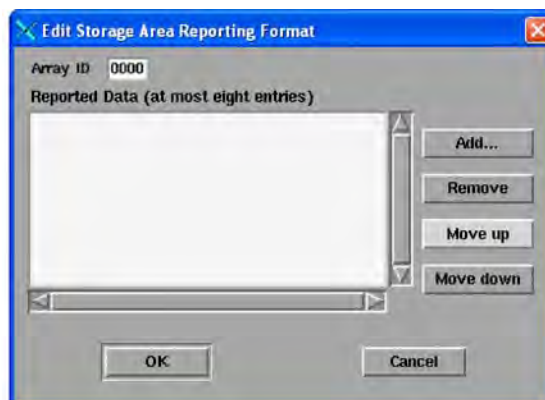 Edit Storage Area Reporting Format
Array ID 0000
Reported Data (at most eight entries)
Add...
Remove
Move up
Move down
OK
Cancel